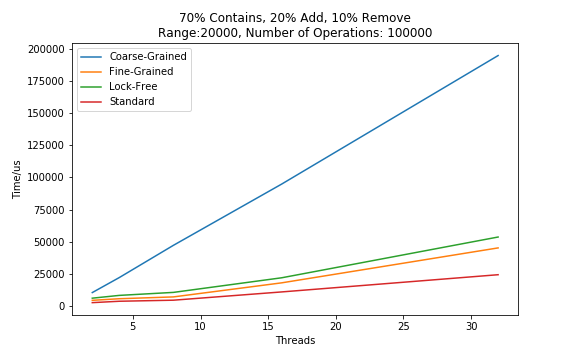 70% Contains, 20% Add, 10% Remove
Range:20000, Number of Operations: 100000
200000
175000
150000
125000
100000
75000
50000
25000
0
Time/us
Coarse-Grained
Fine-Grained
Lock-Free
Standard
5
10
15
20
25
30
Threads